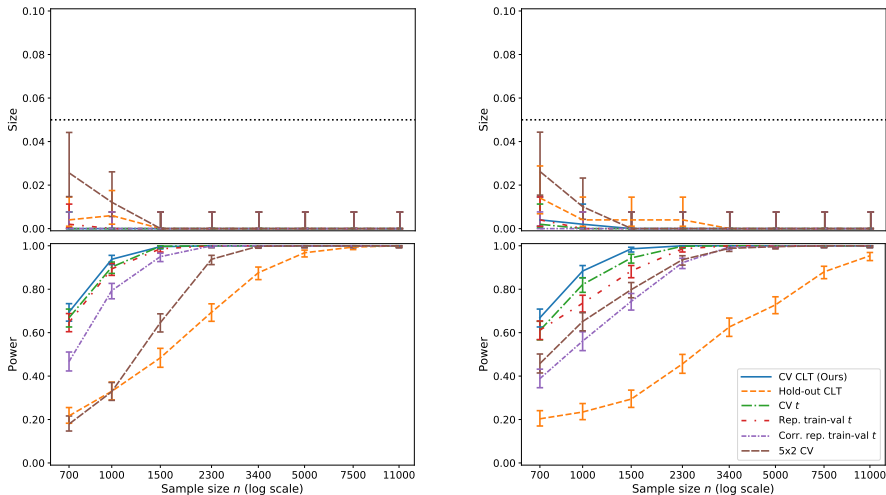 0.10
0.08
0.06
0.04
0.02
0.00
Size
1.00
0.80
0.60
0.40
0.20
0.00
Power
700 1000 1500 2300 3400 5000 7500 11000
Sample size n (log scale)
0.10
0.08
0.06
0.04
0.02
0.00
Size
1.00
0.80
0.60
0.40
0.20
0.00
Power
CV CLT (Ours)
Hold-out CLT
CV t
Rep. train-val t
Corr. rep. train-val t
5x2 CV
700 1000 1500 2300 3400 5000 7500 11000
Sample size n (log scale)